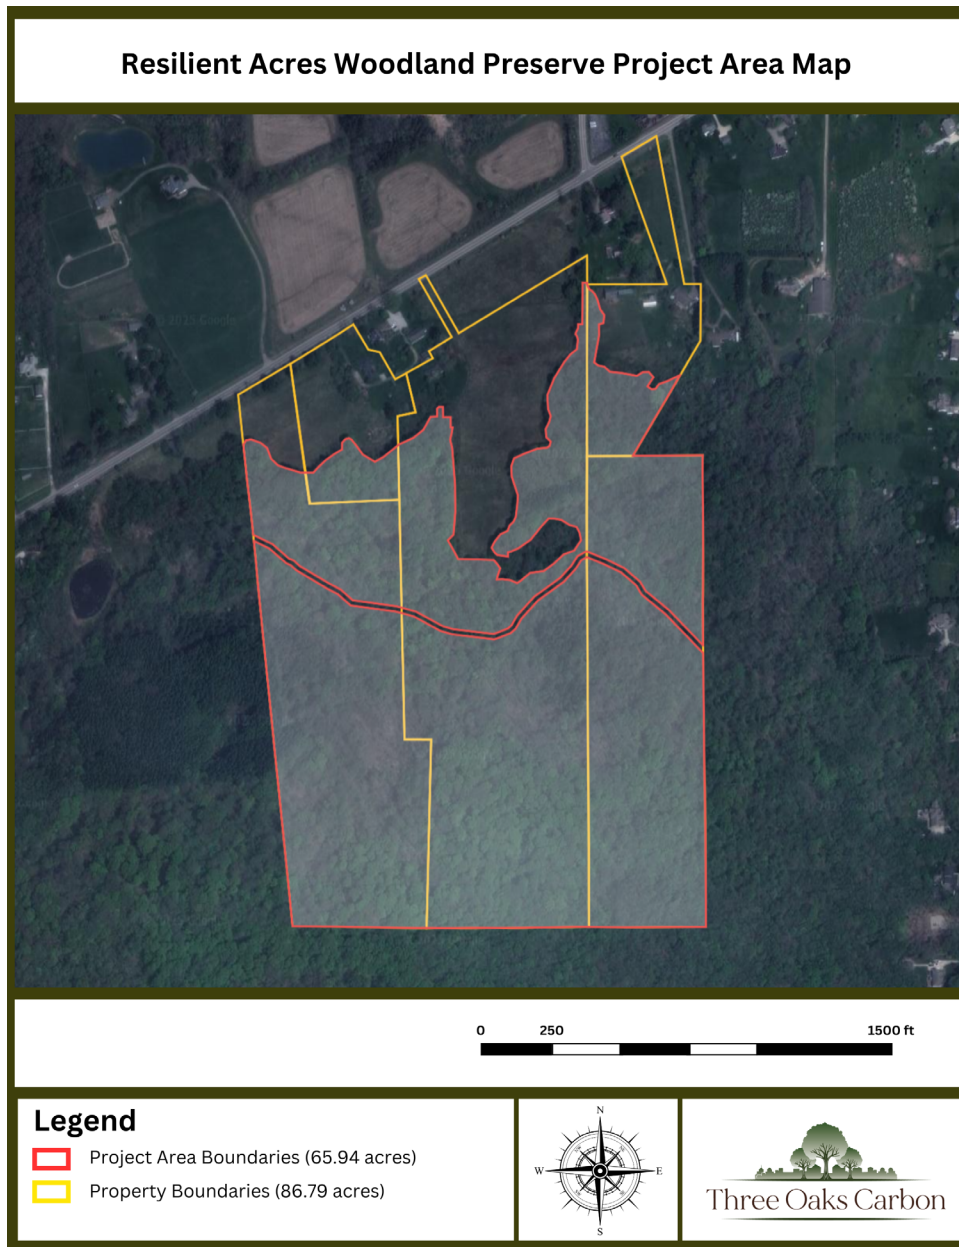 Resilient Acres Woodland Preserve Project Area Map
0 250 1500 ft
Legend
Project Area Boundaries (65.94 acres)
Property Boundaries (86.79 acres)
N
W E
S
Three Oaks Carbon